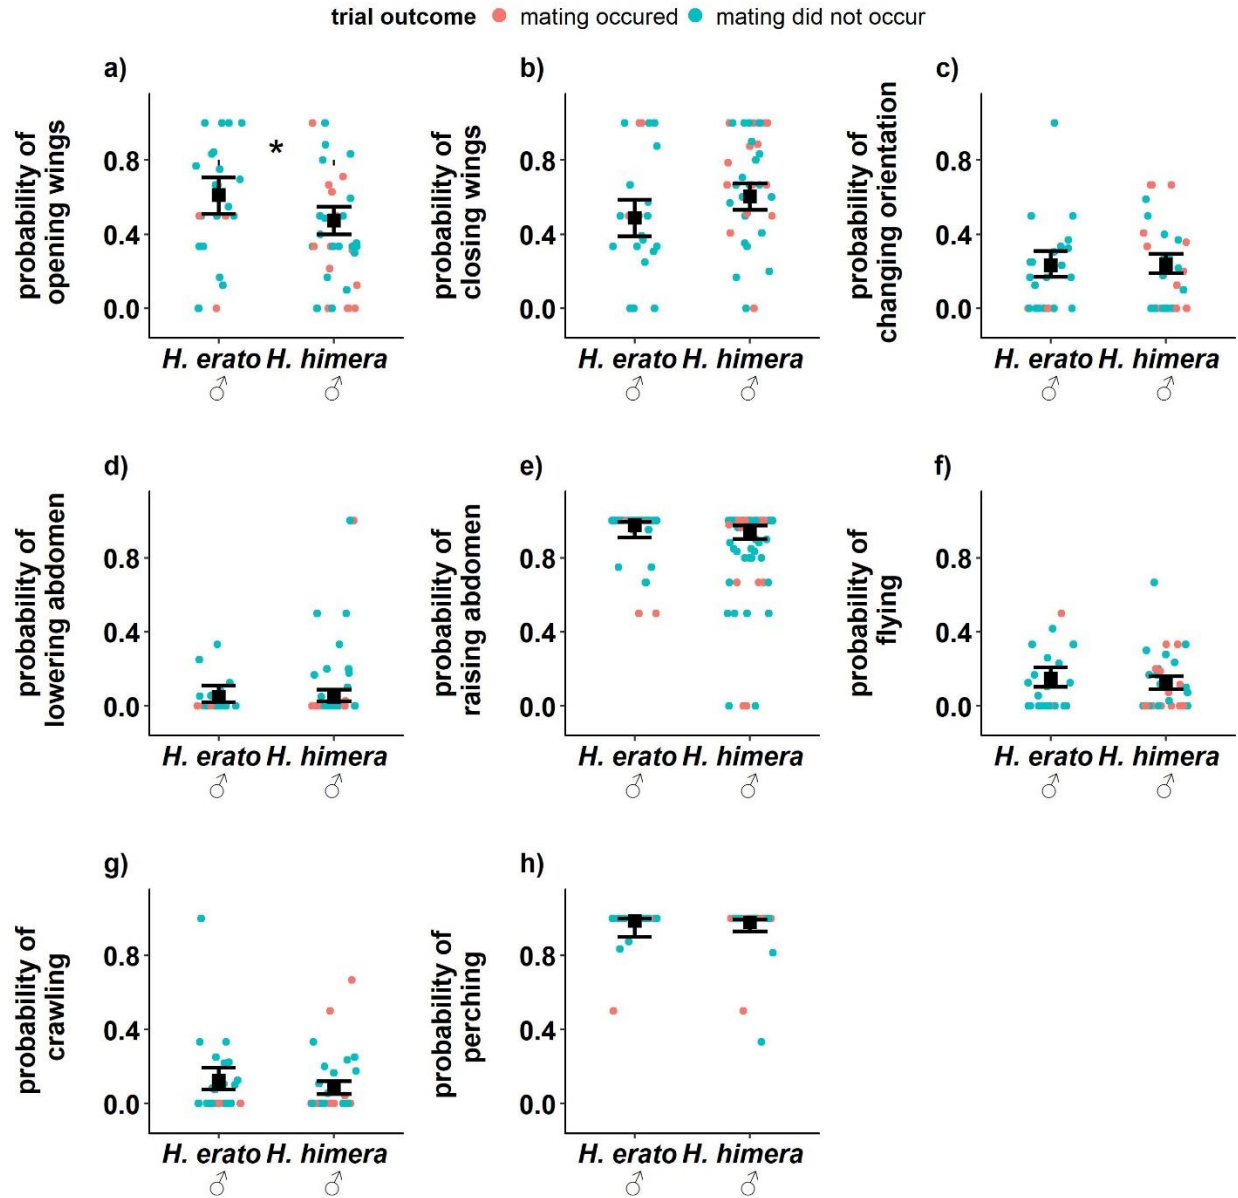 trial outcome mating occured mating did not occur
a)
probability of
opening wings
0.8
0.4
0.0
*
H. erato H. himera
♂ ♂
b)
probability of
closing wings
0.8
0.4
0.0
H. erato H. himera
♂ ♂
c)
probability of
changing orientation
0.8
0.4
0.0
H. erato H. himera
♂ ♂
d)
probability of
lowering abdomen
0.8
0.4
0.0
H. erato H. himera
♂ ♂
e)
probability of
raising abdomen
0.8
0.4
0.0
H. erato H. himera
♂ ♂
f)
probability of
flying
0.8
0.4
0.0
H. erato H. himera
♂ ♂
g)
probability of
crawling
0.8
0.4
0.0
H. erato H. himera
♂ ♂
h)
probability of
perching
0.8
0.4
0.0
H. erato H. himera
♂ ♂